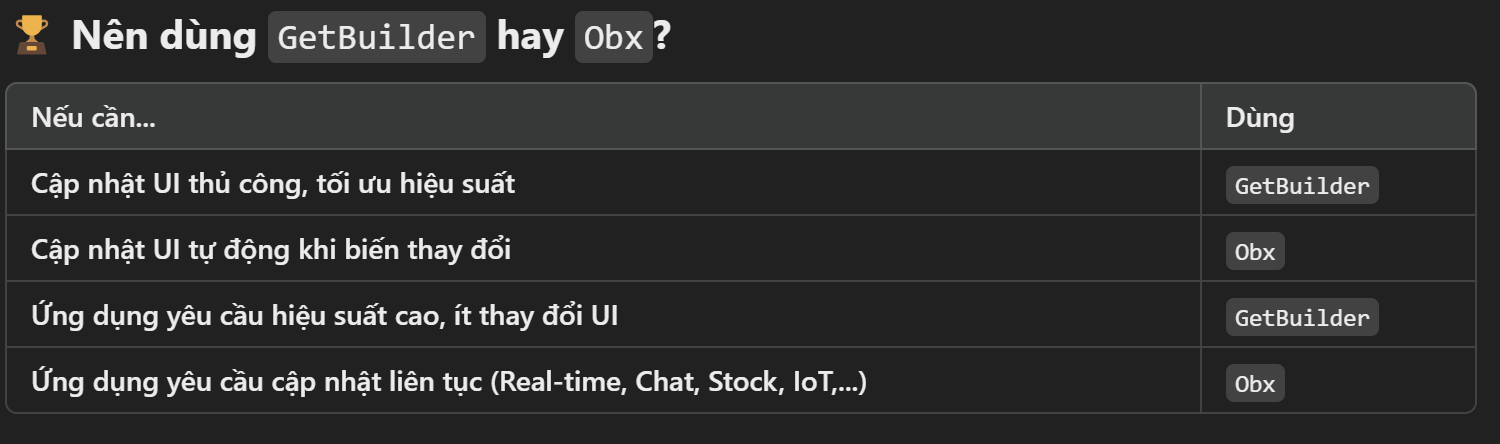 🏆 Nên dùng GetBuilder hay Obx?
Nếu cần... Dùng
Cập nhật UI thủ công, tối ưu hiệu suất GetBuilder
Cập nhật UI tự động khi biến thay đổi Obx
Ứng dụng yêu cầu hiệu suất cao, ít thay đổi UI GetBuilder
Ứng dụng yêu cầu cập nhật liên tục (Real-time, Chat, Stock, IoT,...) Obx